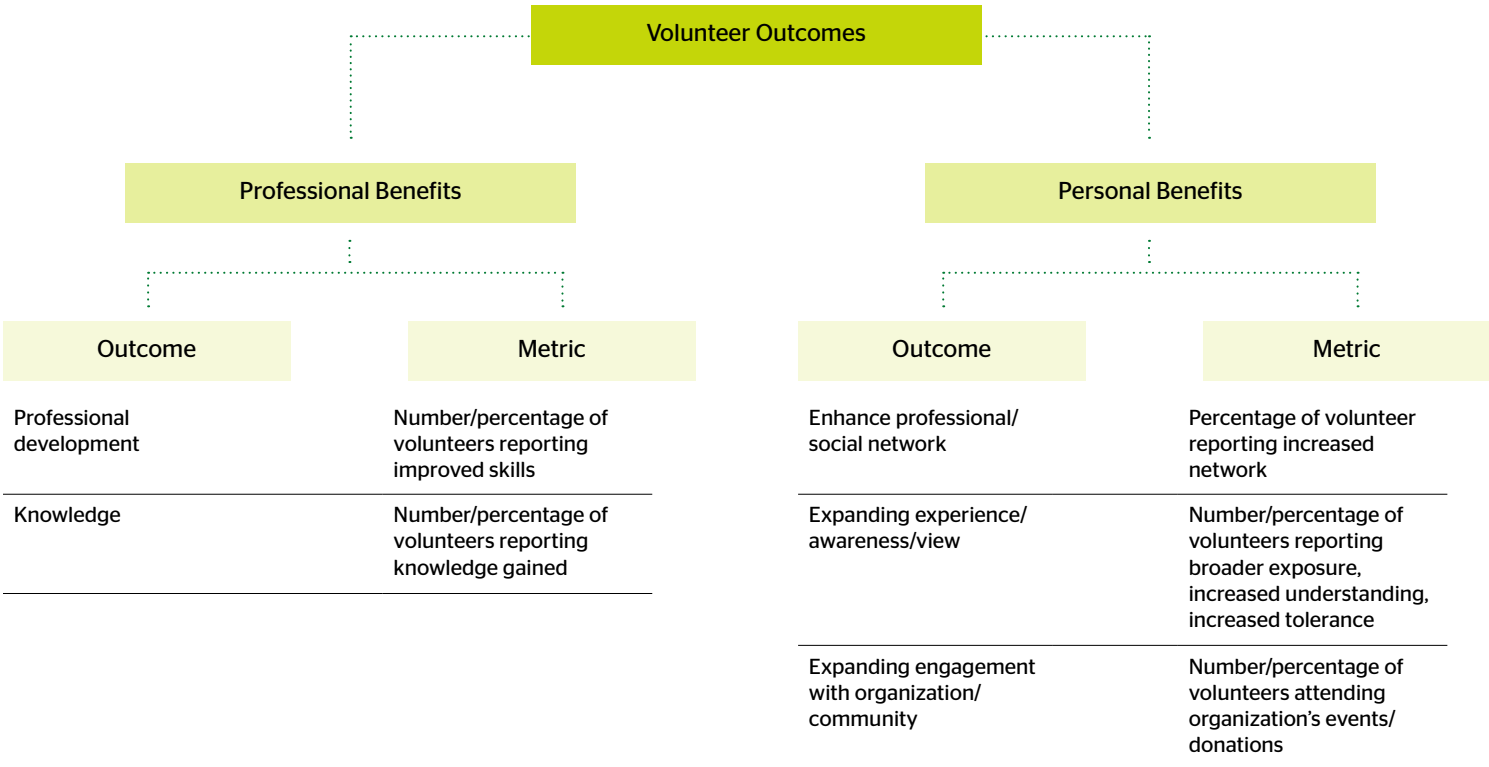 Volunteer Outcomes
Professional Benefits
Outcome
Metric
Professional
development
Number/percentage of
volunteers reporting
improved skills
Knowledge
Number/percentage of
volunteers reporting
knowledge gained
Personal Benefits
Outcome
Metric
Enhance professional/
social network
Percentage of volunteer
reporting increased
network
Expanding experience/
awareness/view
Number/percentage of
volunteers reporting
broader exposure,
increased understanding,
increased tolerance
Expanding engagement
with organization/
community
Number/percentage of
volunteers attending
organization’s events/
donations